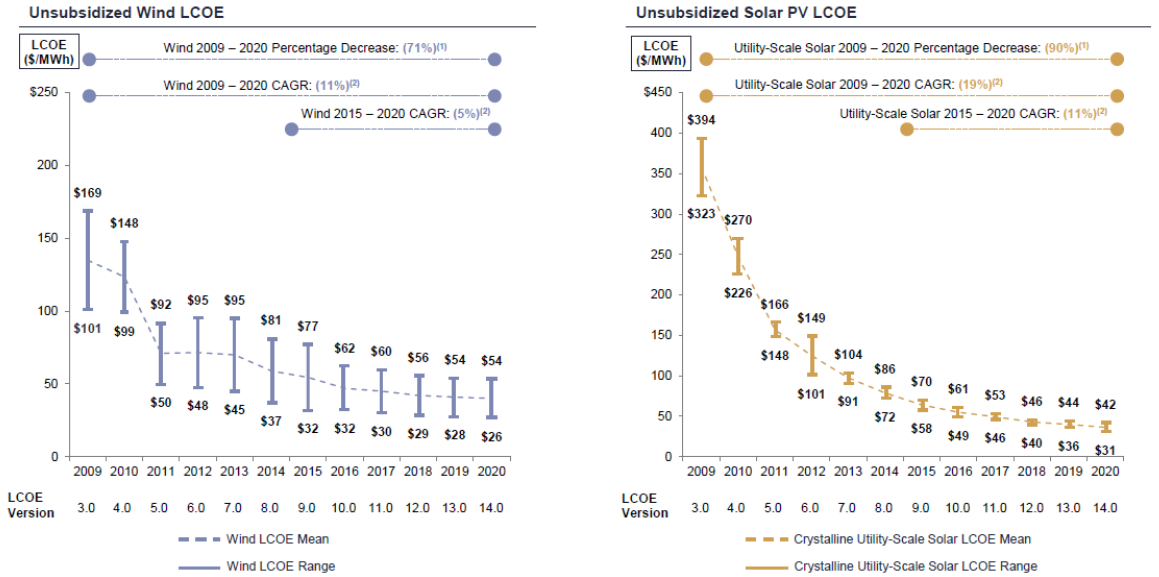 Unsubsidized Wind LCOE
LCOE
($/MWh)
Wind 2009 – 2020 Percentage Decrease: (71%)(1)
Wind 2009 – 2020 CAGR: (11%)(2)
Wind 2015 – 2020 CAGR: (5%)(2)
$250
200
150
100
50
0
$169
$148
$92
$95
$95
$81
$77
$62
$60
$56
$54
$54
$101
$99
$50
$48
$45
$37
$32
$32
$30
$29
$28
$26
2009 2010 2011 2012 2013 2014 2015 2016 2017 2018 2019 2020
LCOE
Version
3.0 4.0 5.0 6.0 7.0 8.0 9.0 10.0 11.0 12.0 13.0 14.0
Wind LCOE Mean
Wind LCOE Range
Unsubsidized Solar PV LCOE
LCOE
($/MWh)
Utility-Scale Solar 2009 – 2020 Percentage Decrease: (90%)(1)
Utility-Scale Solar 2009 – 2020 CAGR: (19%)(2)
Utility-Scale Solar 2015 – 2020 CAGR: (11%)(2)
$450
400
350
300
250
200
150
100
50
0
$394
$270
$166
$149
$104
$86
$70
$61
$53
$46
$44
$42
$323
$226
$148
$101
$91
$72
$58
$49
$46
$40
$36
$31
2009 2010 2011 2012 2013 2014 2015 2016 2017 2018 2019 2020
LCOE
Version
3.0 4.0 5.0 6.0 7.0 8.0 9.0 10.0 11.0 12.0 13.0 14.0
Crystalline Utility-Scale Solar LCOE Mean
Crystalline Utility-Scale Solar LCOE Range